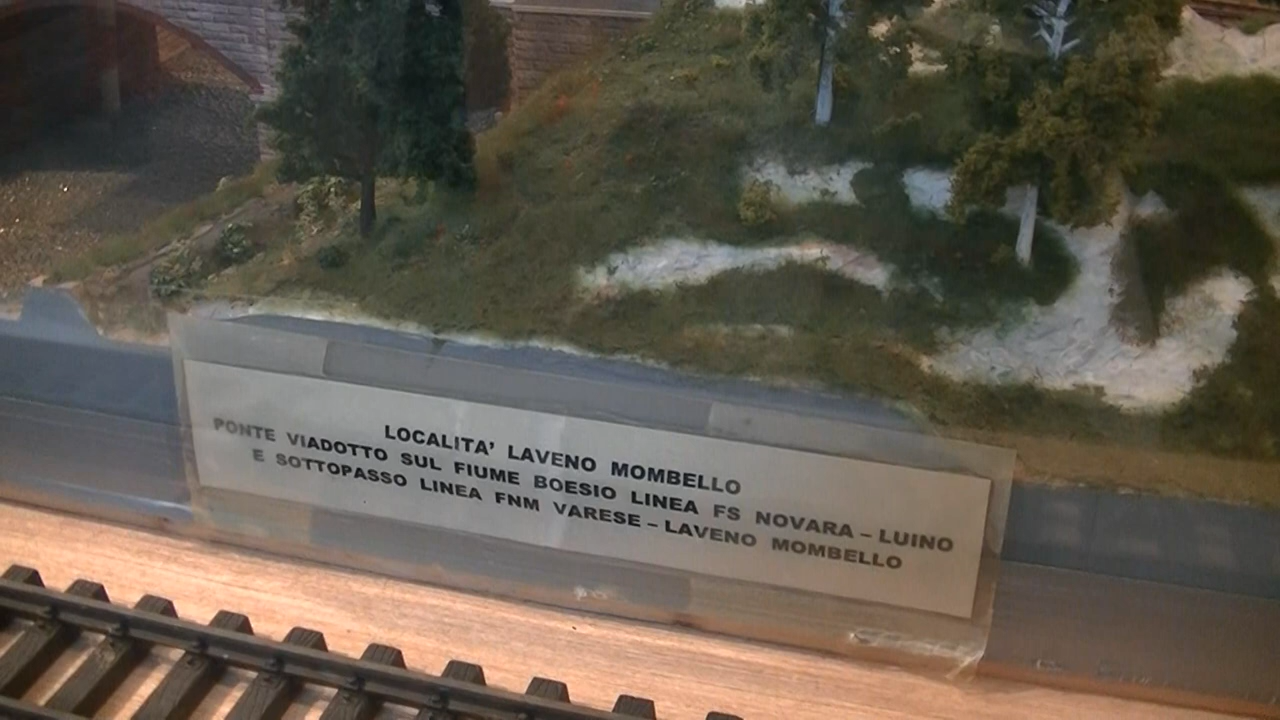 LOCALITA' LAVENO MOMBELLO
PONTE VIADOTTO SUL FIUME BOESIO LINEA FS NOVARA – LUINO
E SOTTOPASSO LINEA FNM VARESE – LAVENO MOMBELLO